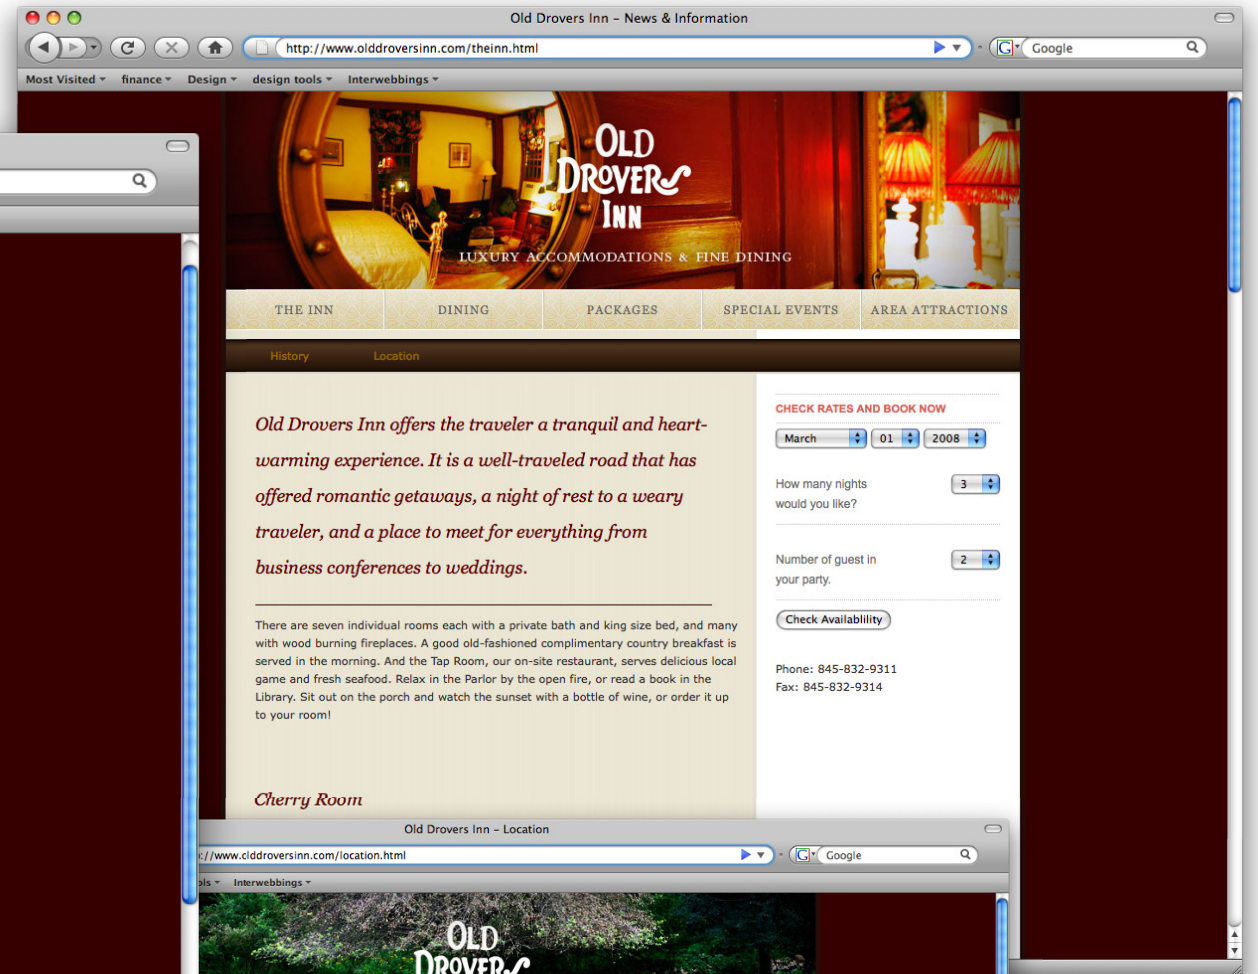 Old Drovers Inn – News & Information
http://www.olddroversinn.com/theinn.html
G
Google
Most Visited
finance
Design
design tools
Interwebbings
OLD
DROVERS
INN
LUXURY ACCOMMODATIONS & FINE DINING
THE INN
DINING
PACKAGES
SPECIAL EVENTS
AREA ATTRACTIONS
History
Location
Old Drovers Inn offers the traveler a tranquil and heart-
warming experience. It is a well-traveled road that has
offered romantic getaways, a night of rest to a weary
traveler, and a place to meet for everything from
business conferences to weddings.
There are seven individual rooms each with a private bath and king size bed, and many
with wood burning fireplaces. A good old-fashioned complimentary country breakfast is
served in the morning. And the Tap Room, our on-site restaurant, serves delicious local
game and fresh seafood. Relax in the Parlor by the open fire, or read a book in the
Library. Sit out on the porch and watch the sunset with a bottle of wine, or order it up
to your room!
Cherry Room
CHECK RATES AND BOOK NOW
March 01 2008
How many nights 3
would you like?
Number of guest in 2
your party.
Check Availablility
Phone: 845-832-9311
Fax: 845-832-9314
Old Drovers Inn – Location
://www.clddroversinn.com/location.html
G
Google
ols
Interwebbings
OLD
DROVERS